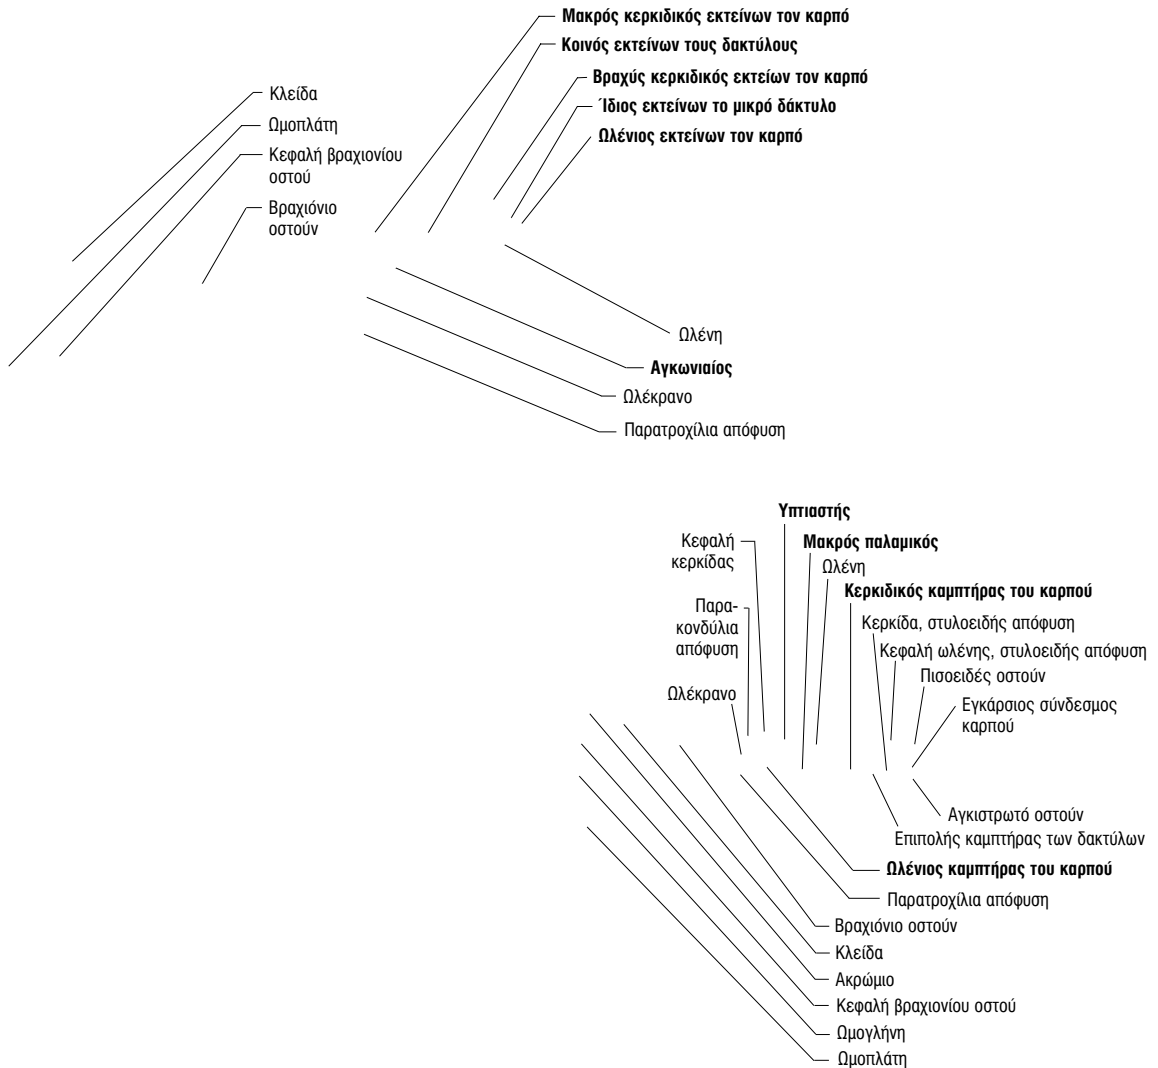 Μακρός κερκιδικός εκτείνων τον καρπό
Κοινός εκτείνων τους δακτύλους
Βραχύς κερκιδικός εκτείων τον καρπό
Ίδιος εκτείνων το μικρό δάκτυλο
Ωλένιος εκτείνων τον καρπό
Κλείδα
Ωμοπλάτη
Κεφαλή βραχιονίου
οστού
Βραχιόνιο
οστούν
Ωλένη
Αγκωνιαίος
Ωλέκρανο
Παρατροχίλια απόφυση
Υπτιαστής
Κεφαλή
κερκίδας
Μακρός παλαμικός
Ωλένη
Κερκιδικός καμπτήρας του καρπού
Παρα-
κονδύλια
απόφυση
Κερκίδα, στυλοειδής απόφυση
Κεφαλή ωλένης, στυλοειδής απόφυση
Πισοειδές οστούν
Ωλέκρανο
Εγκάρσιος σύνδεσμος
καρπού
Αγκιστρωτό οστούν
Επιπολής καμπτήρας των δακτύλων
Ωλένιος καμπτήρας του καρπού
Παρατροχίλια απόφυση
Βραχιόνιο οστούν
Κλείδα
Ακρώμιο
Κεφαλή βραχιονίου οστού
Ωμογλήνη
Ωμοπλάτη